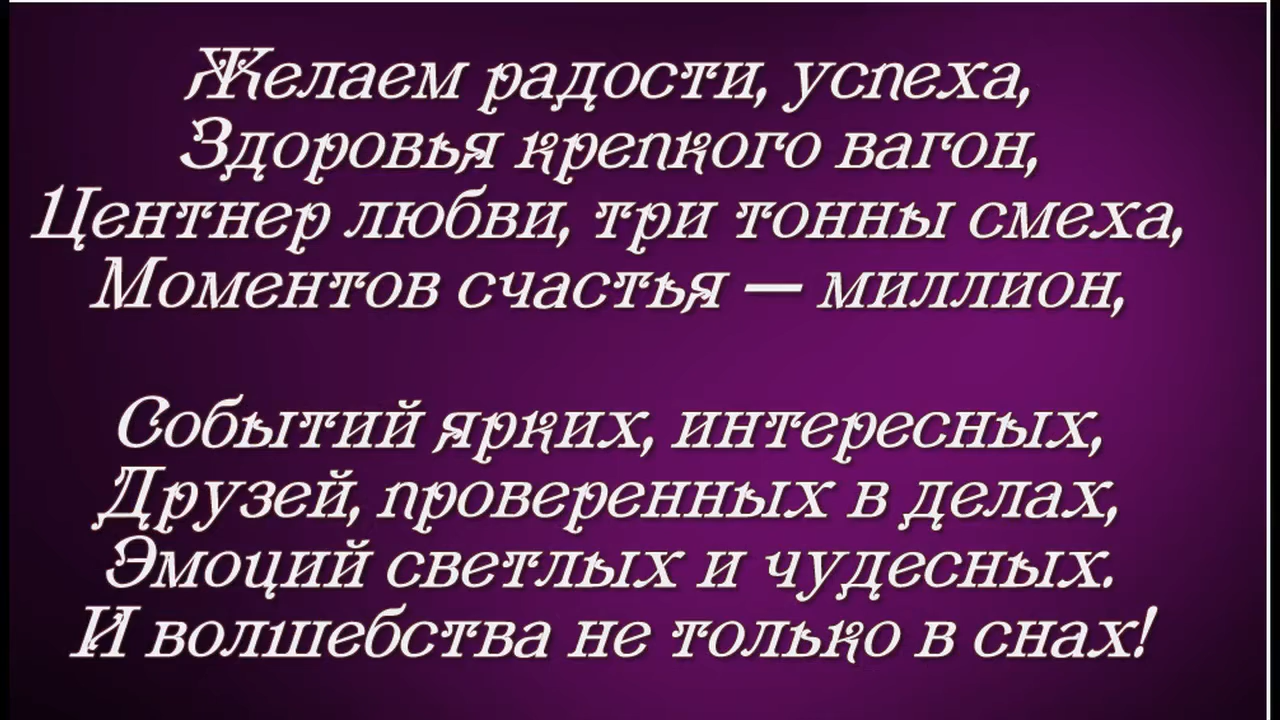 Желаем радости, успеха,
Здоровья крепкого вагон,
Центнер любви, три тонны смеха,
Моментов счастья — миллион,
Событий ярких, интересных,
Друзей, проверенных в делах,
Эмоций светлых и чудесных.
И волшебства не только в снах!